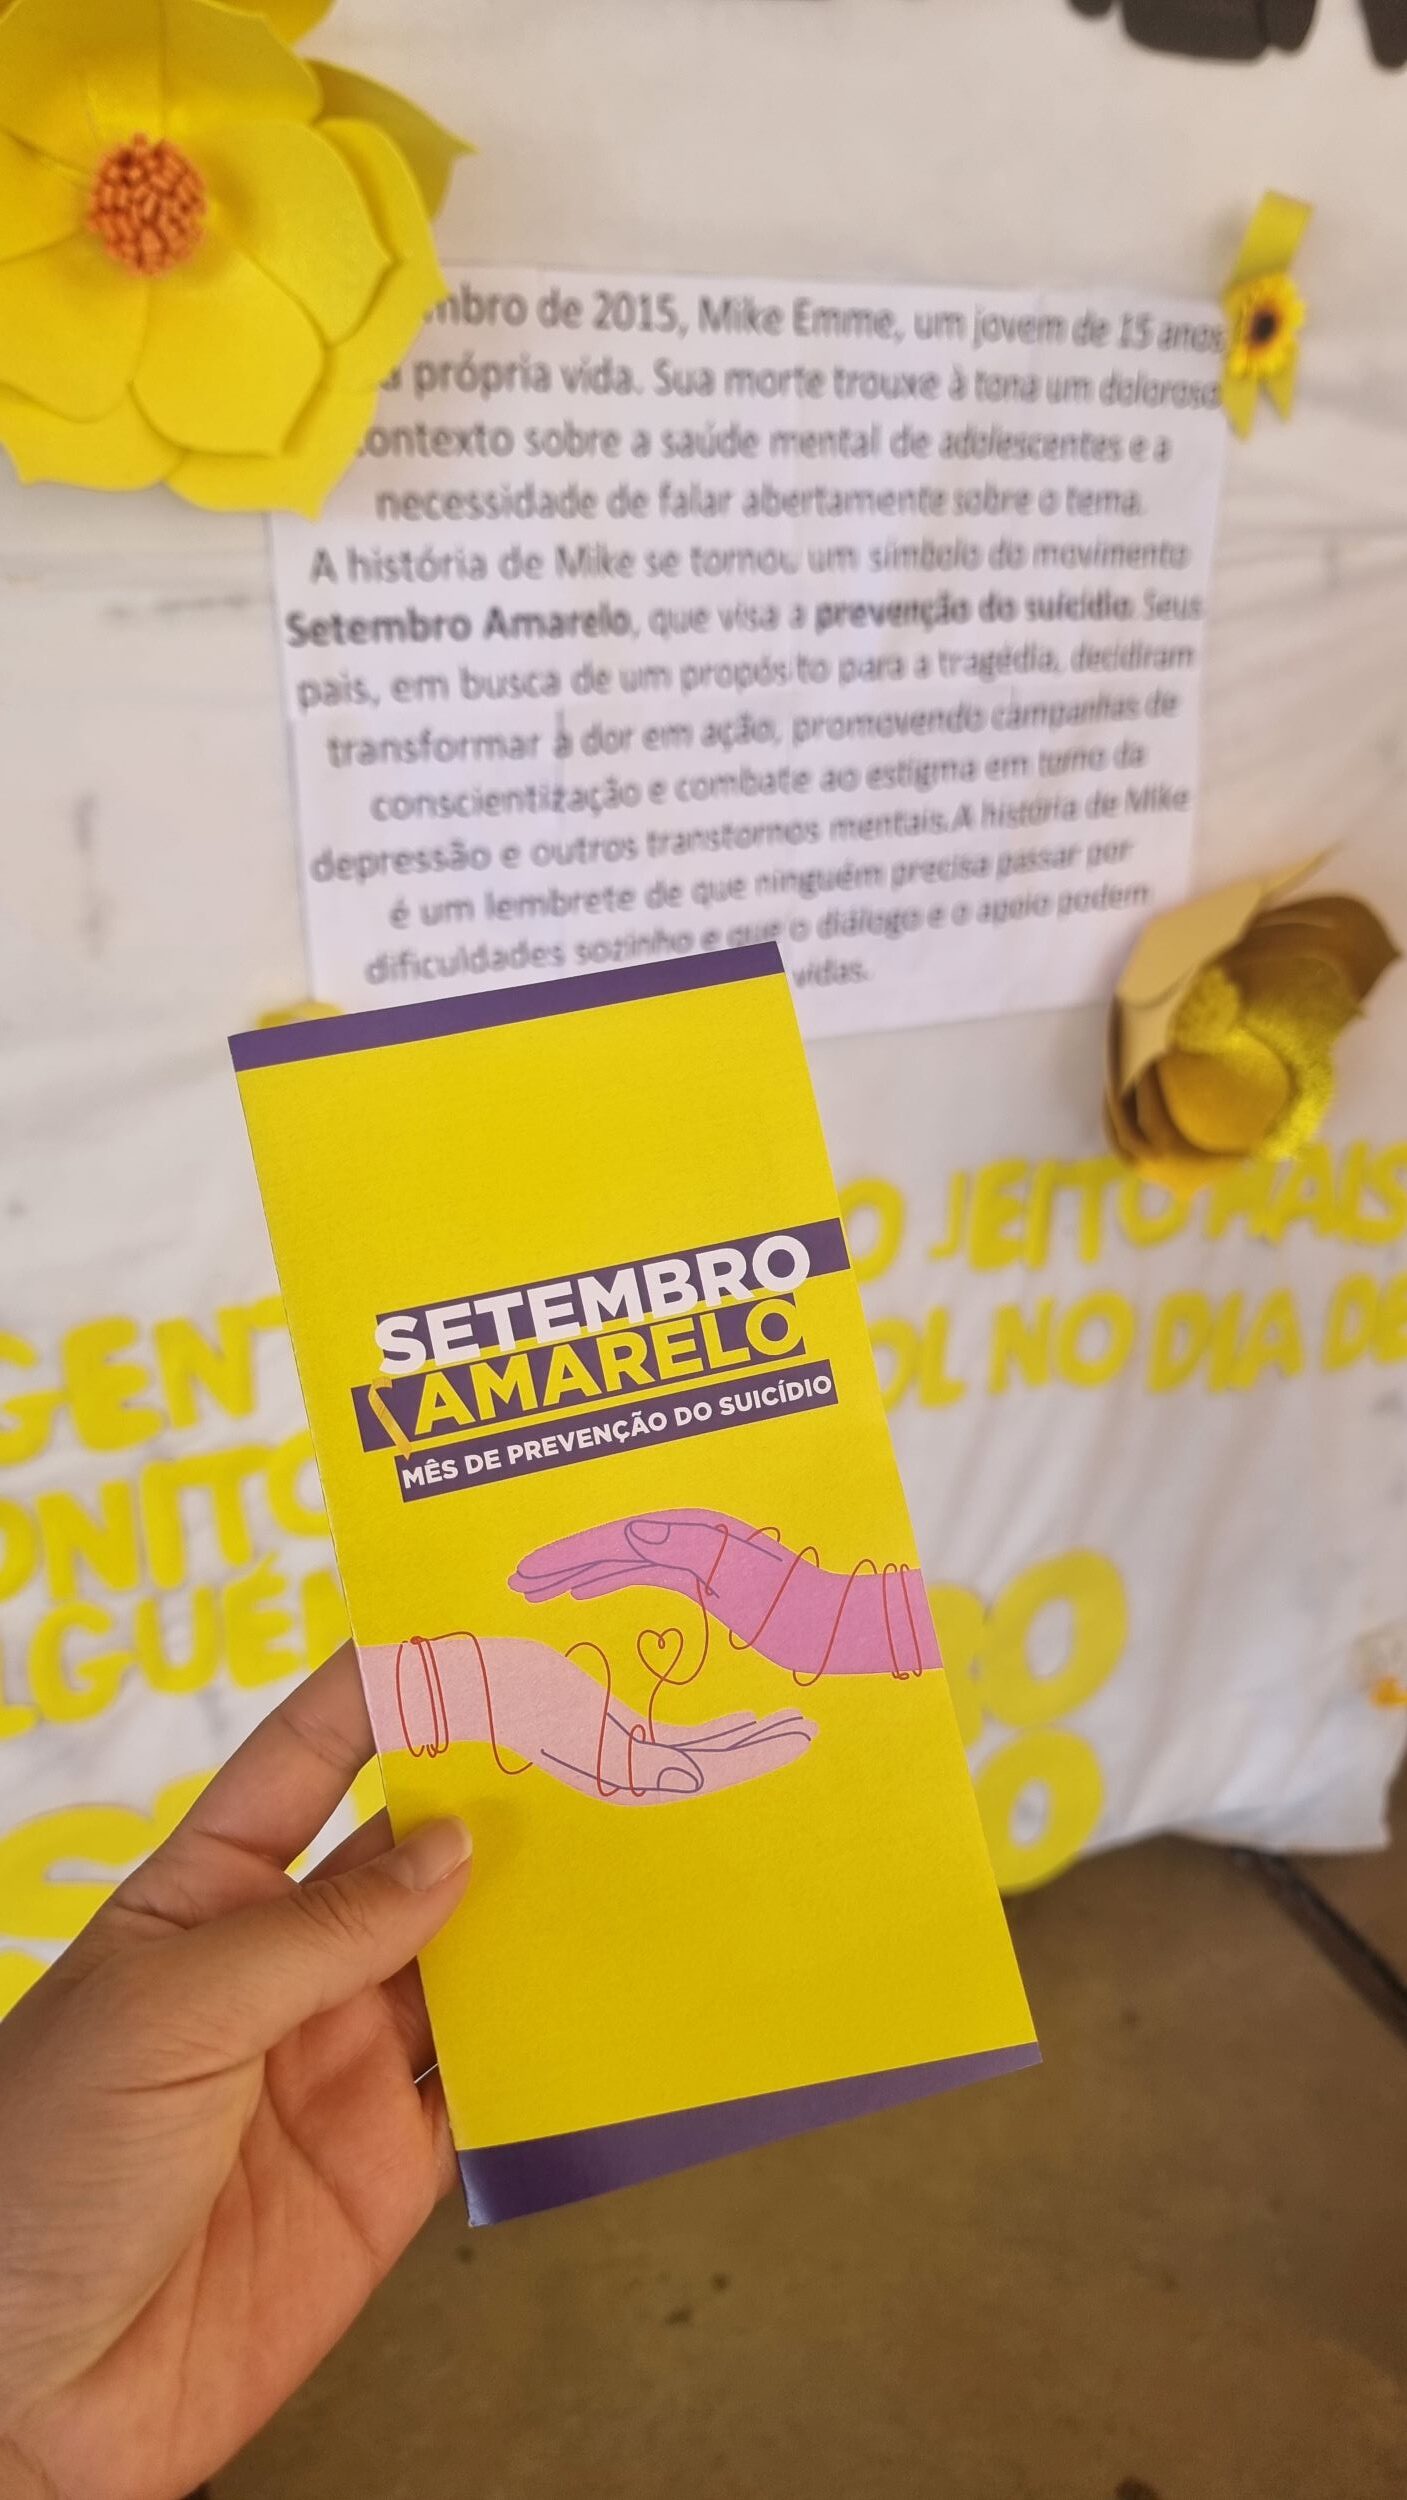 mbro de 2015, Mike Emme, um jovem de 15 anos,
a própria vida. Sua morte trouxe à tona um doloroso
contexto sobre a saúde mental de adolescentes e a
necessidade de falar abertamente sobre o tema.
A história de Mike se tornou um símbolo do movimento
Setembro Amarelo, que visa a prevenção do suicídio. Seus
pais, em busca de um propósito para a tragédia, decidiram
transformar a dor em ação, promovendo campanhas de
conscientização e combate ao estigma em torno da
depressão e outros transtornos mentais.A história de Mike
é um lembrete de que ninguém precisa passar por
dificuldades sozinho e que o diálogo e o apoio podem
vidas.
SETEMBRO
AMARELO
MÊS DE PREVENÇÃO DO SUICÍDIO
GENT
O JEITO MAIS
ONITO
OL NO DIA DE
LGUÉM
RO
O